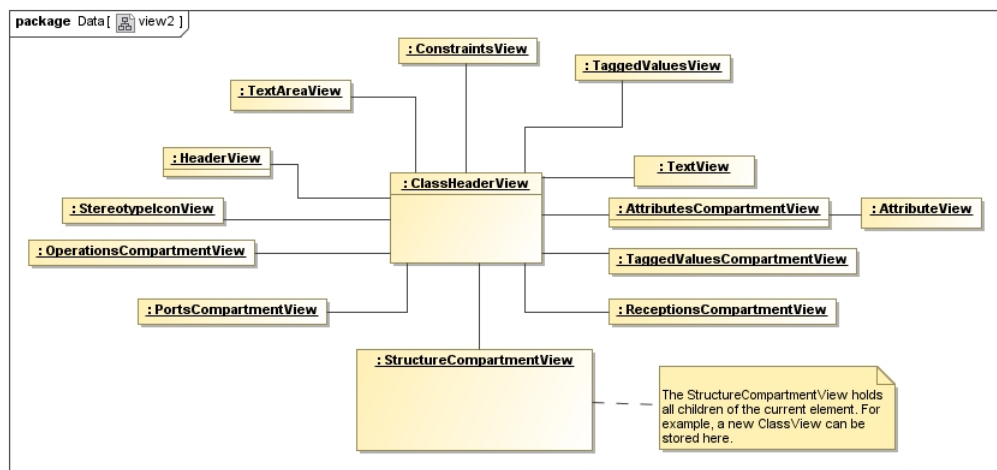 package Data[ view2 ]
: ConstraintsView
: TaggedValuesView
: TextAreaView
: HeaderView
: TextView
: ClassHeaderView
: StereotypeIconView
: AttributesCompartmentView
: AttributeView
: OperationsCompartmentView
: TaggedValuesCompartmentView
: PortsCompartmentView
: ReceptionsCompartmentView
: StructureCompartmentView
The StructureCompartmentView holds
all children of the current element. For
example, a new ClassView can be
stored here.